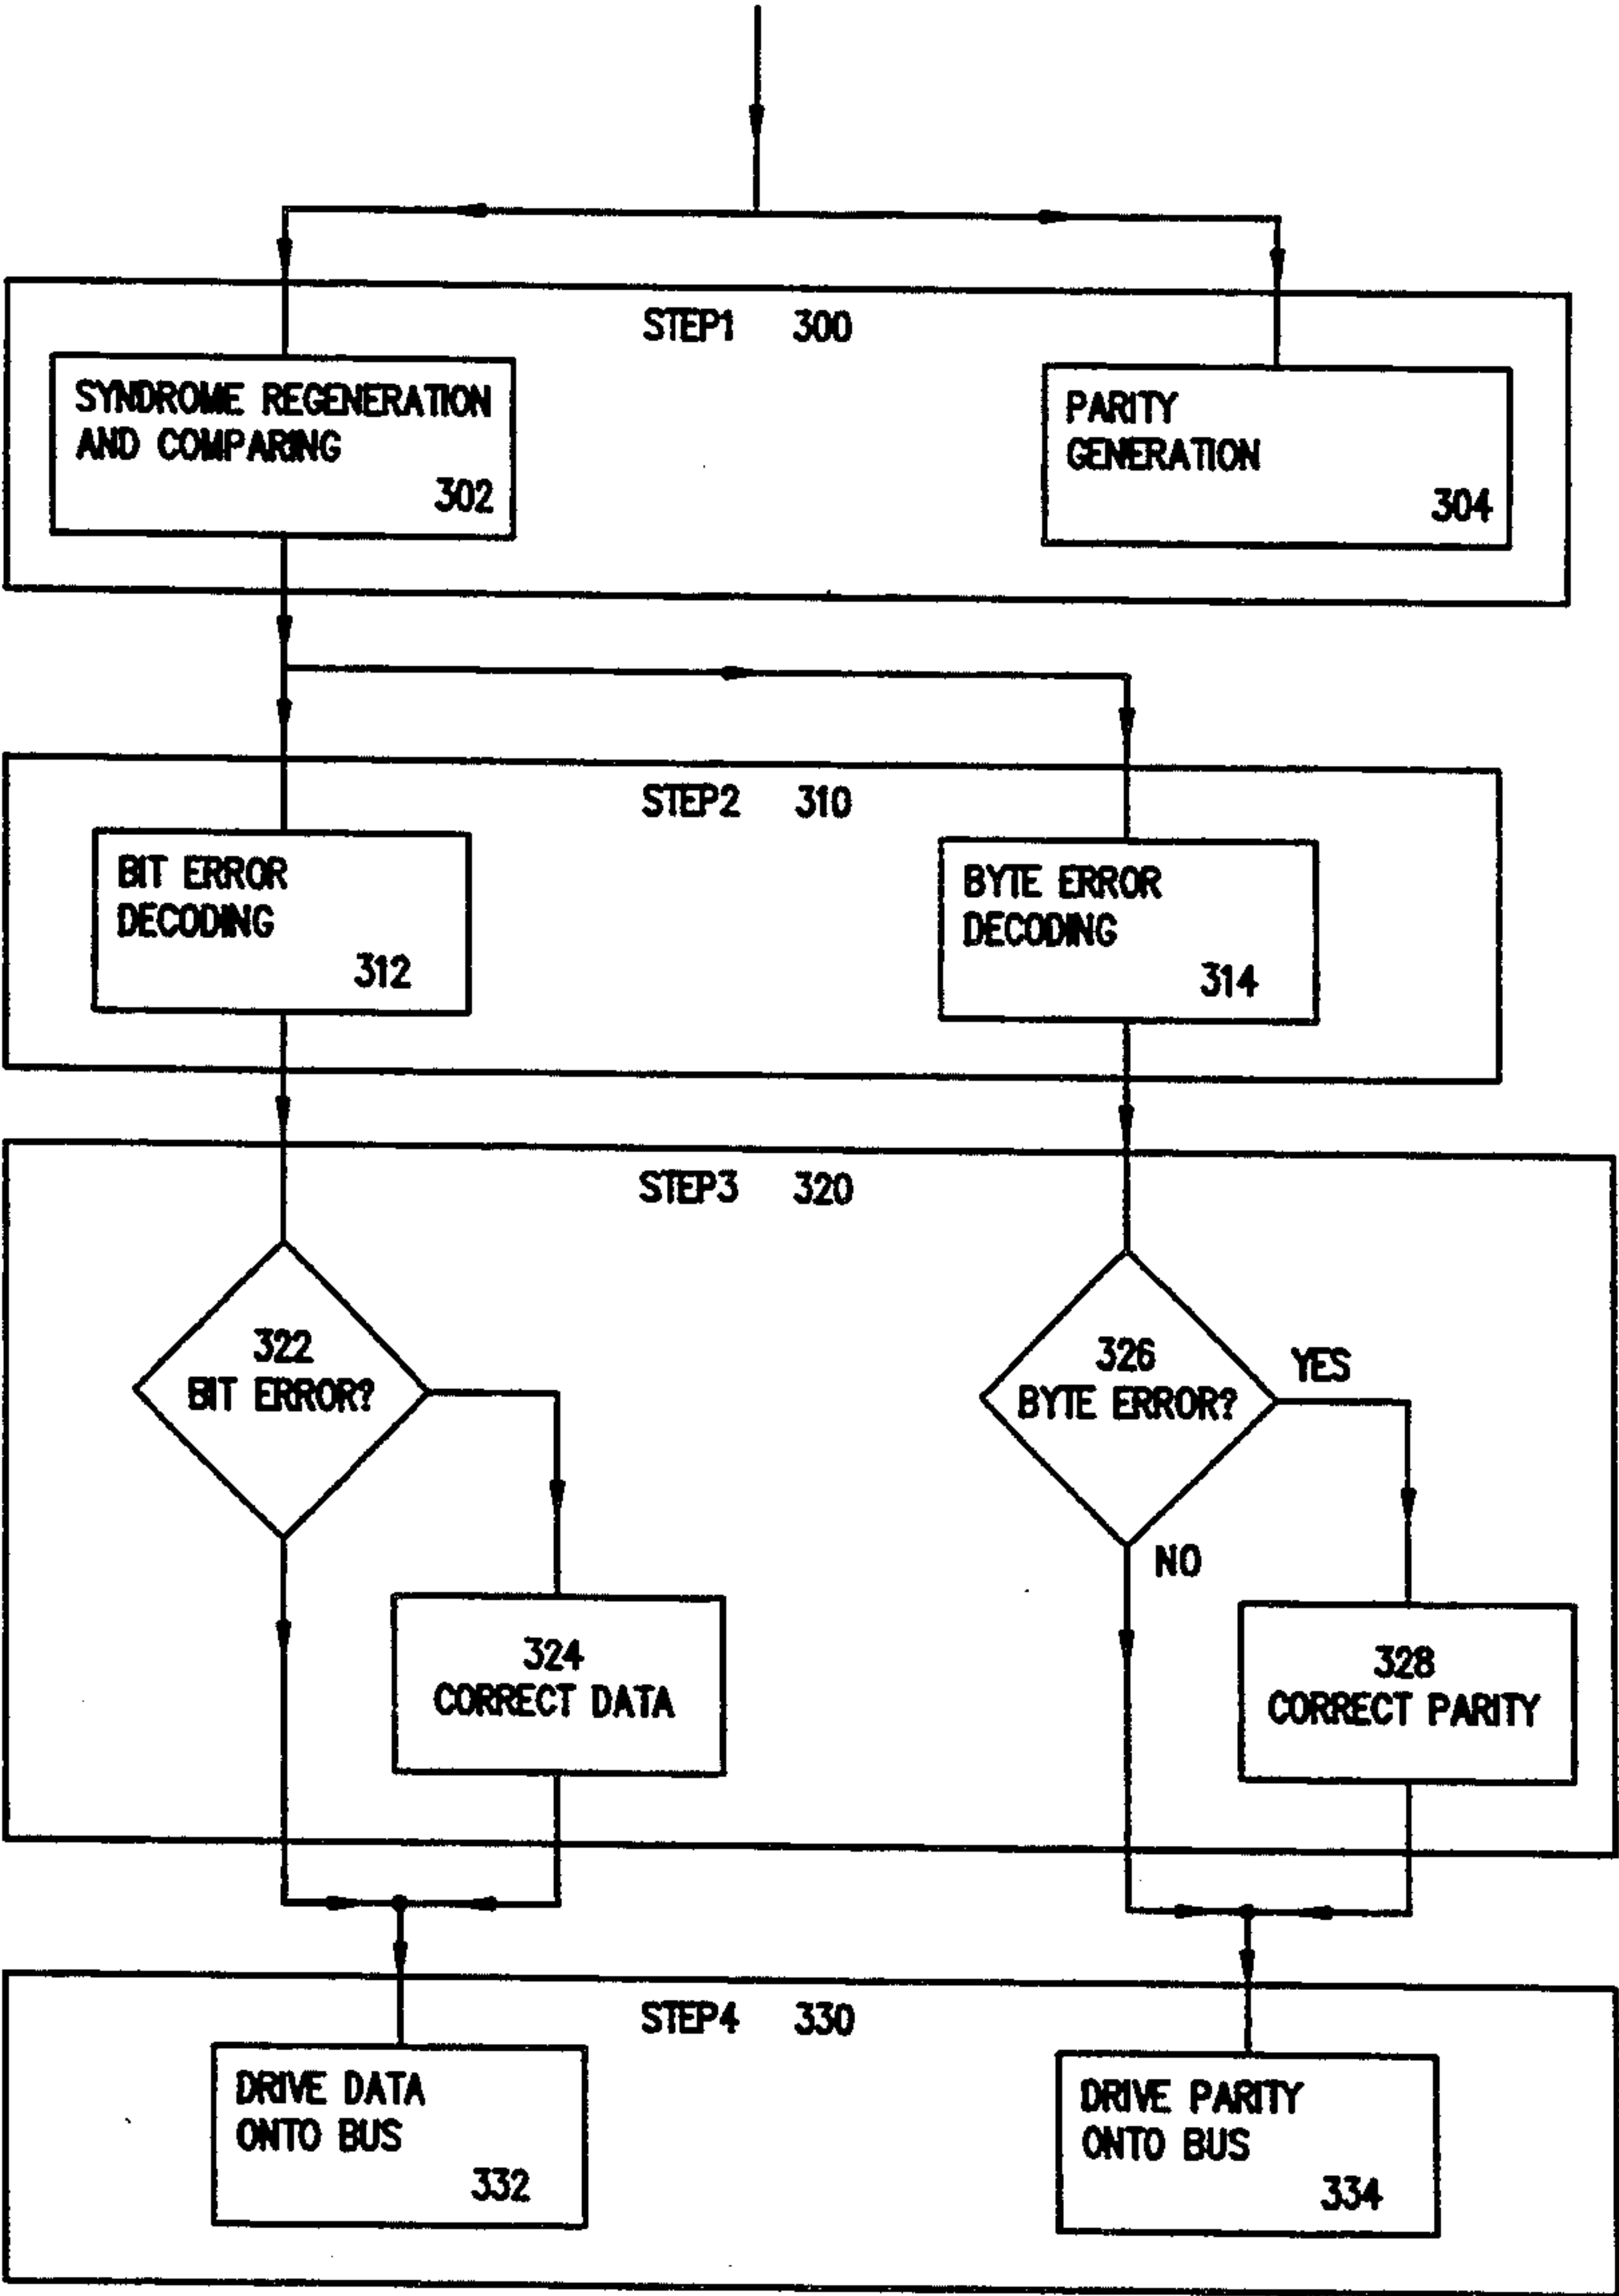 STEP1 300
SYNDROME REGENERATION
AND COMPARING
302
PARITY
GENERATION
304
STEP2 310
BIT ERROR
DECODING
312
BYTE ERROR
DECODING
314
STEP3 320
322
BIT ERROR?
326
BYTE ERROR?
YES
NO
324
CORRECT DATA
328
CORRECT PARITY
STEP4 330
DRIVE DATA
ONTO BUS
332
DRIVE PARITY
ONTO BUS
334